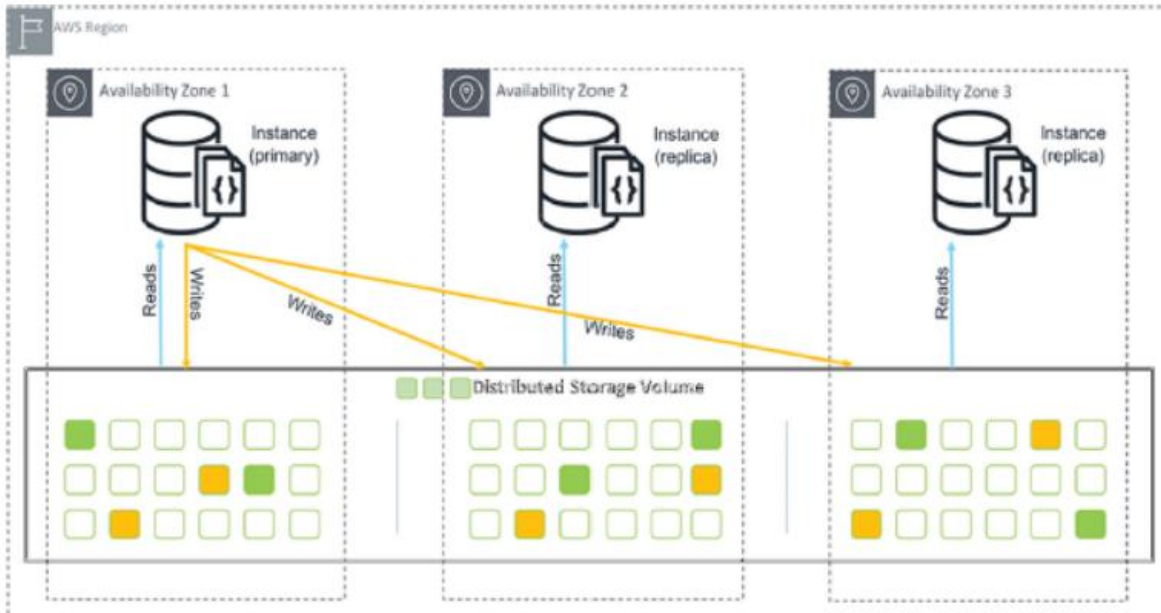 AWS Region
Availability Zone 1
Instance
(primary)
Availability Zone 2
Instance
(replica)
Availability Zone 3
Instance
(replica)
{}
{}
{}
Reads
Writes
Writes
Reads
Writes
Reads
Distributed Storage Volume